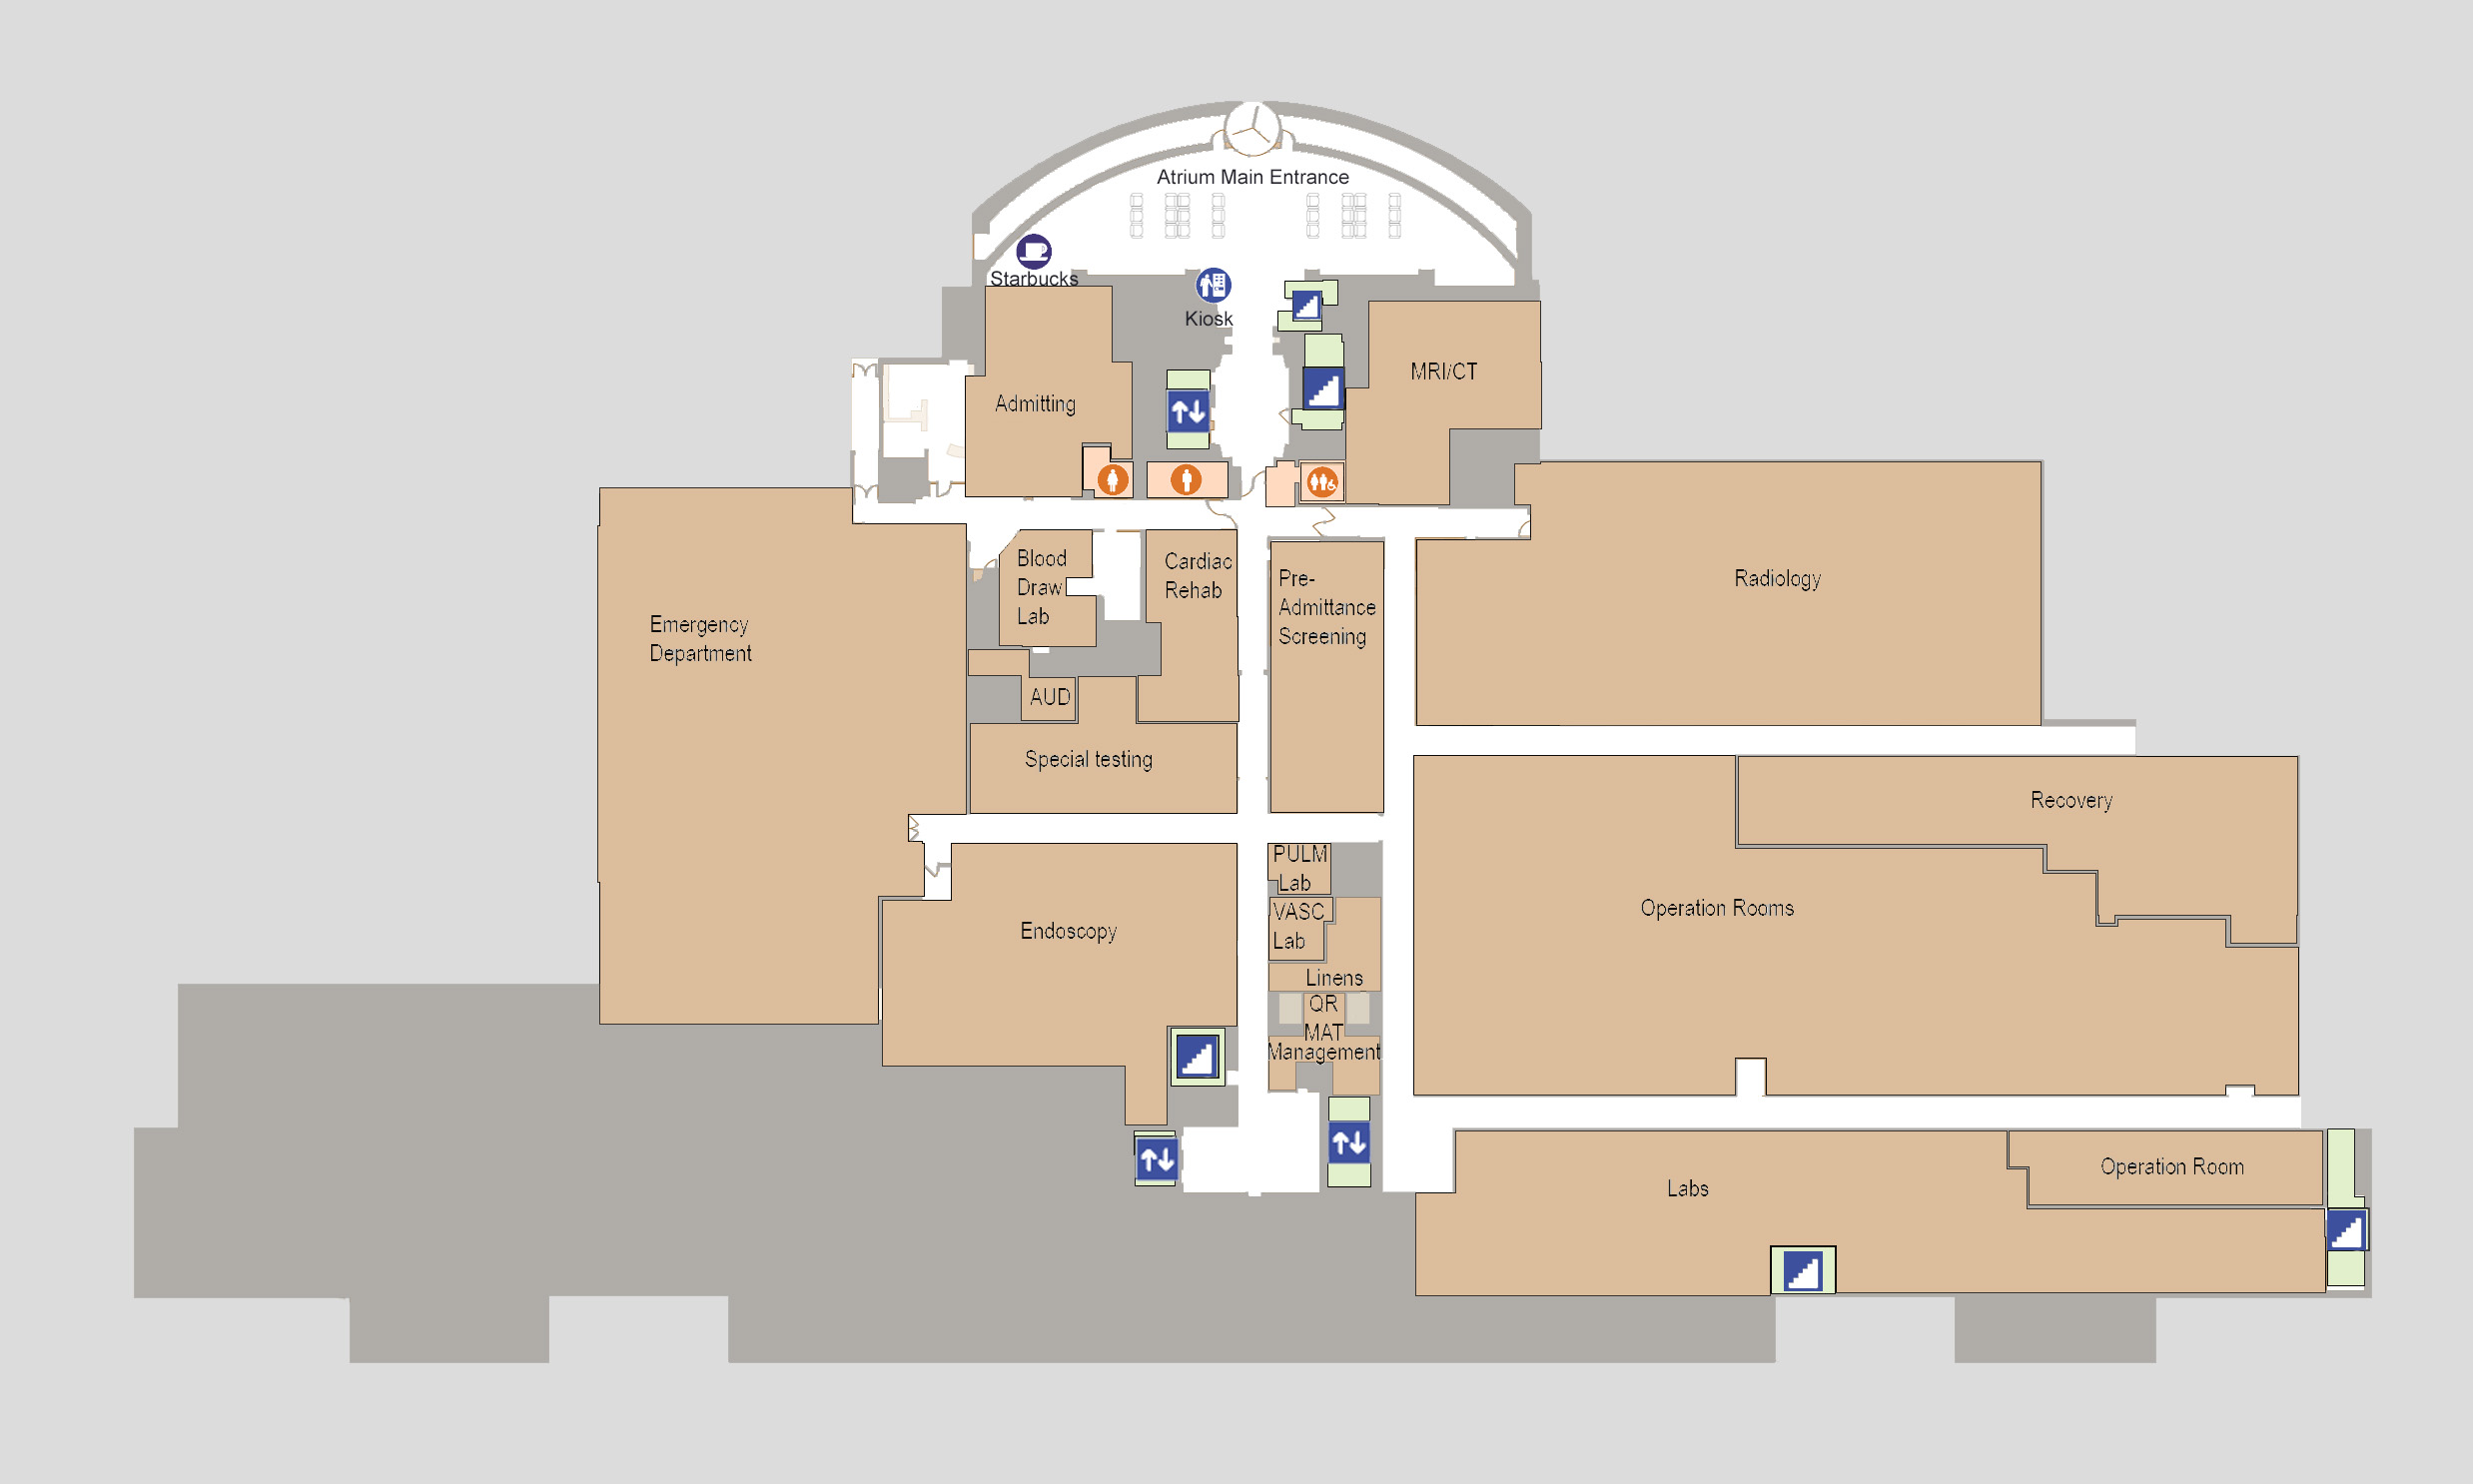 Atrium Main Entrance
Starbucks
Kiosk
MRI/CT
Admitting
Blood
Draw
Lab
Cardiac
Rehab
Pre-
Admittance
Screening
Radiology
Emergency
Department
AUD
Special testing
Recovery
PULM
Lab
VASC
Lab
Operation Rooms
Endoscopy
Linens
QR
MAT
Management
Operation Room
Labs